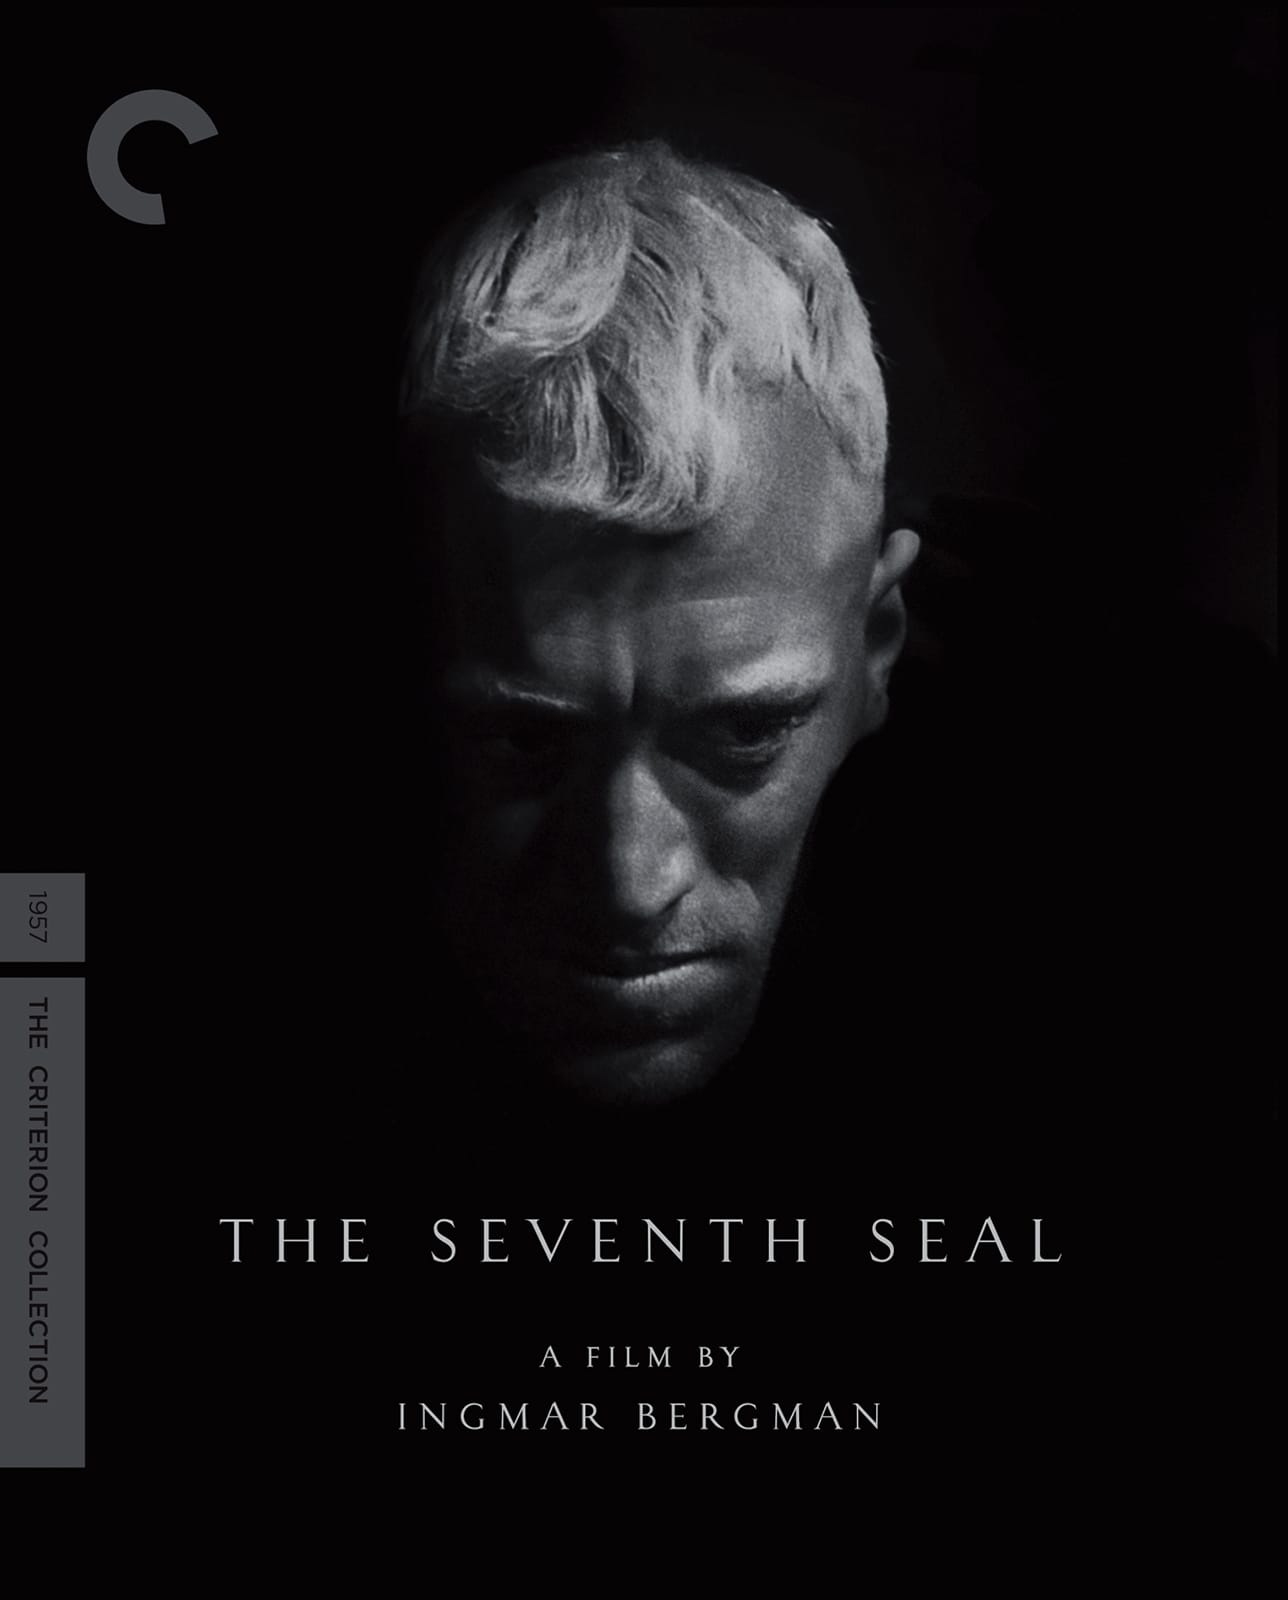 1957
THE CRITERION COLLECTION
THE SEVENTH SEAL
A FILM BY
INGMAR BERGMAN